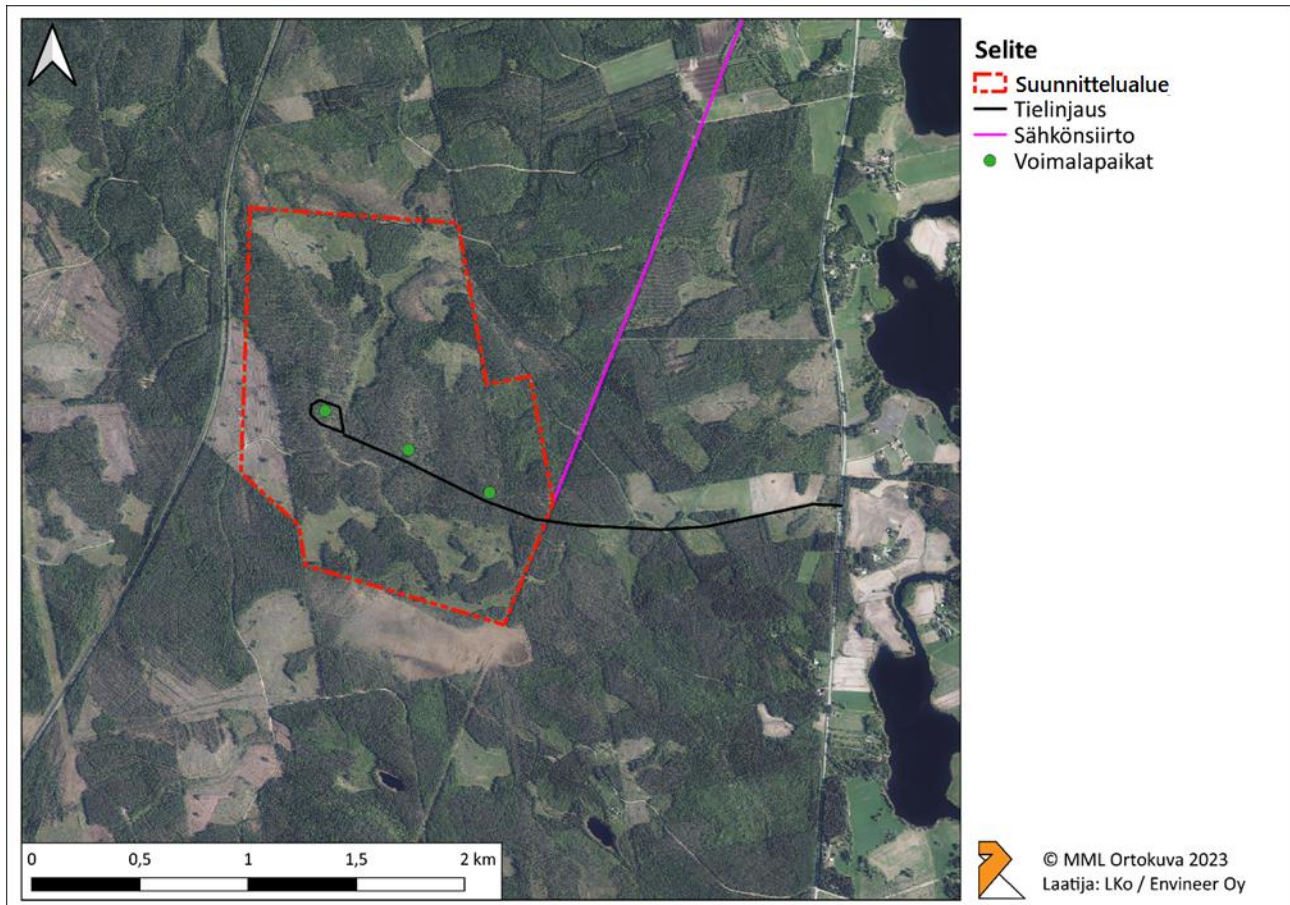 Selite
Suunnittelualue
Tielinjaus
Sähkönsiirto
Voimalapaikat
0 0,5 1 1,5 2 km
© MML Ortokuva 2023
Laatija: LKo / Envineer Oy